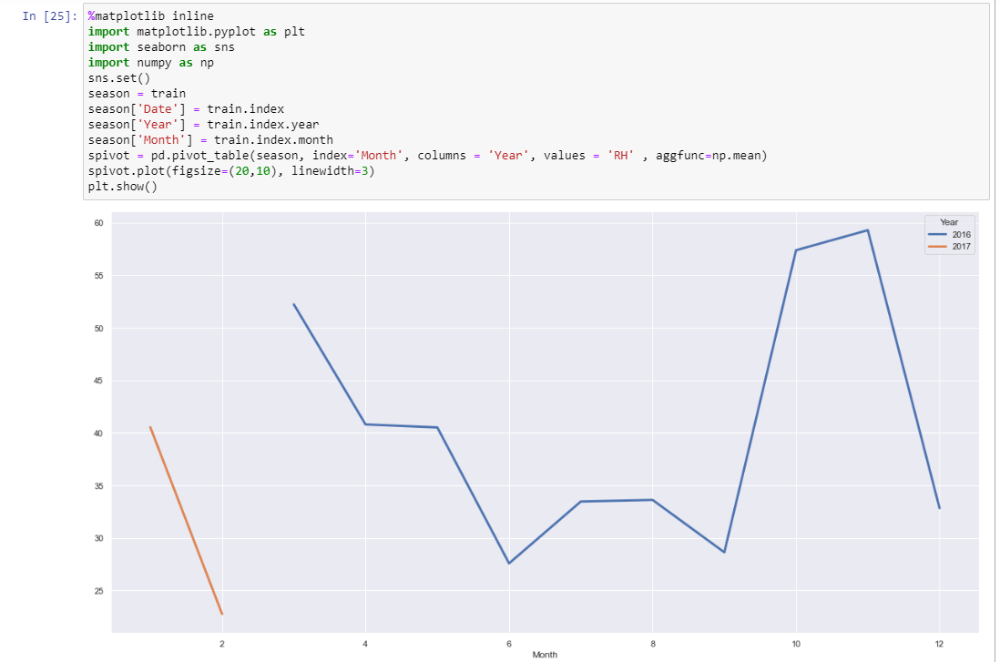 In [25]: %matplotlib inline
import matplotlib.pyplot as plt
import seaborn as sns
import numpy as np
sns.set()
season = train
season['Date'] = train.index
season['Year'] = train.index.year
season['Month'] = train.index.month
spivot = pd.pivot_table(season, index='Month', columns = 'Year', values = 'RH' , aggfunc=np.mean)
spivot.plot(figsize=(20,10), linewidth=3)
plt.show()
Year
2016
2017
60
55
50
45
40
35
30
25
2 4 6 8 10 12
Month